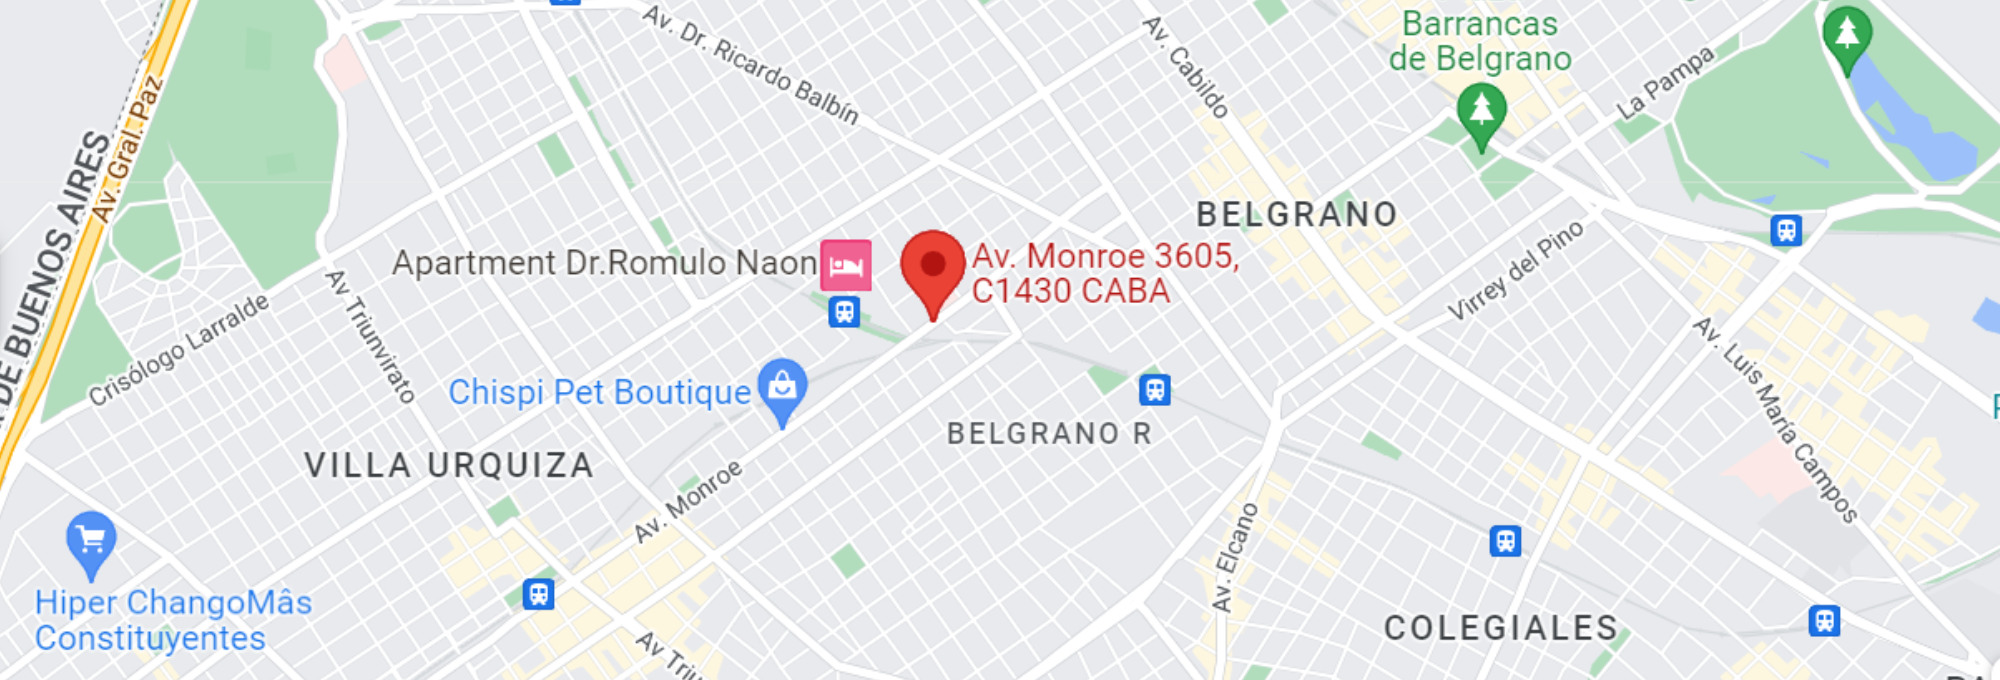 Av. Dr. Ricardo Balbín
Av. Cabildo
Barrancas
de Belgrano
La Pampa
Av. Gral. Paz
DE BUENOS AIRES
BELGRANO
Apartment Dr.Romulo Naon
Av. Monroe 3605,
C1430 CABA
Virrey del Pino
Crisólogo Larralde
Av Triunvirato
Av. Luis María Campos
Chispi Pet Boutique
BELGRANO R
VILLA URQUIZA
Av. Monroe
Av. Elcano
Hiper ChangoMâs
Constituyentes
COLEGIALES
Av Triu